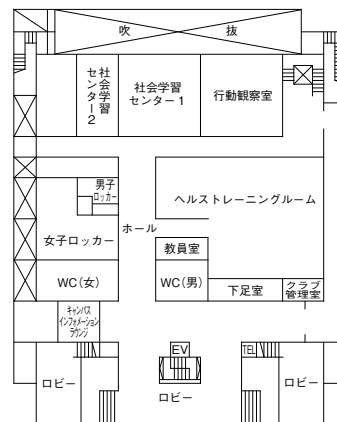 吹 抜
社会学習
センター2
社会学習
センター1
行動観察室
男子
ロッカー
ヘルストレーニングルーム
ホール
女子ロッカー
教員室
WC(女)
WC(男)
下足室
クラブ
管理室
キャンパス
インフォメーション
ラウンジ
EV
TEL
ロビー
ロビー
ロビー